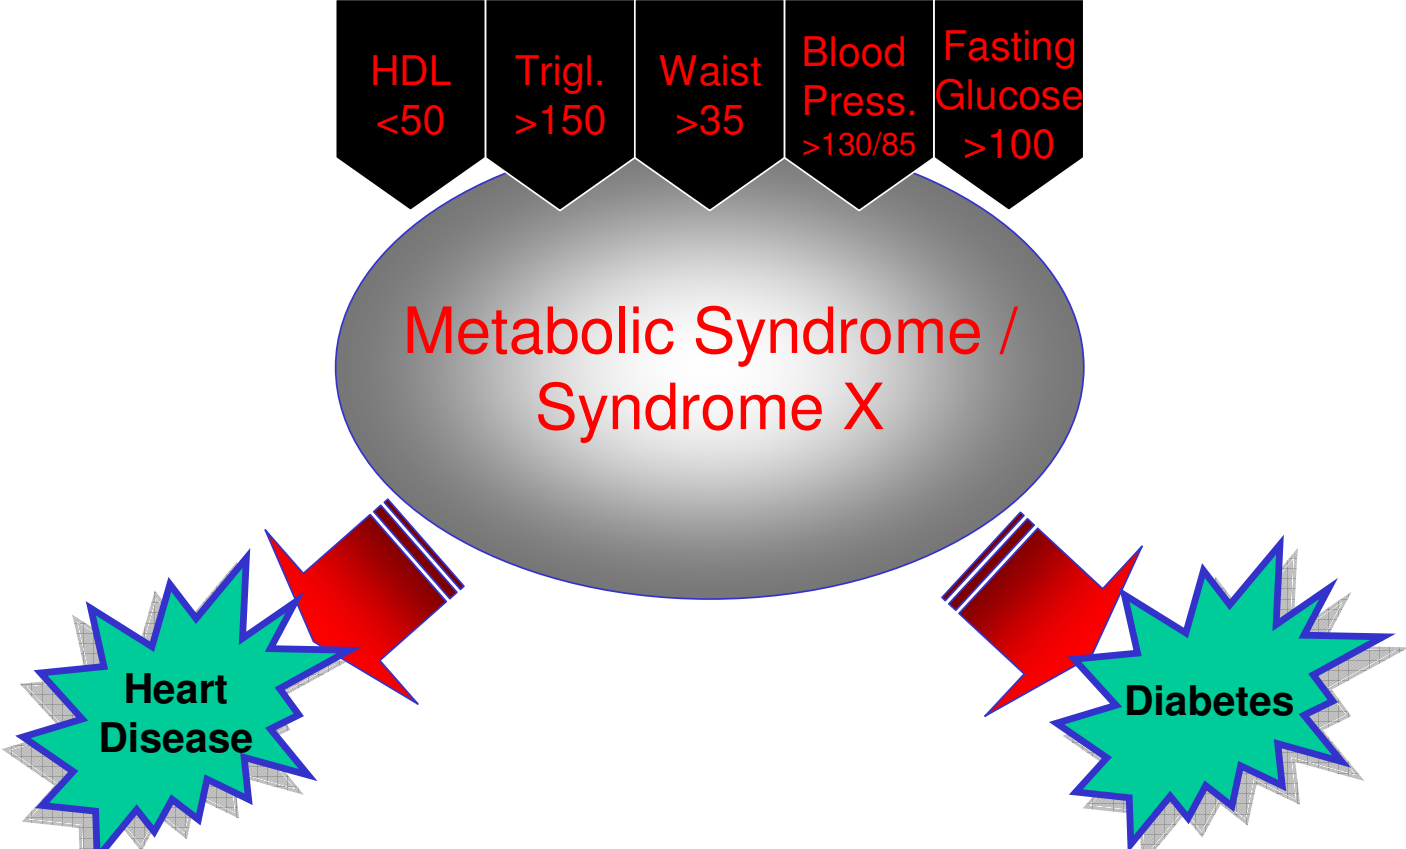 HDL
<50
Trigl.
>150
Waist
>35
Blood
Press.
>130/85
Fasting
Glucose
>100
Metabolic Syndrome /
Syndrome X
Heart
Disease
Diabetes